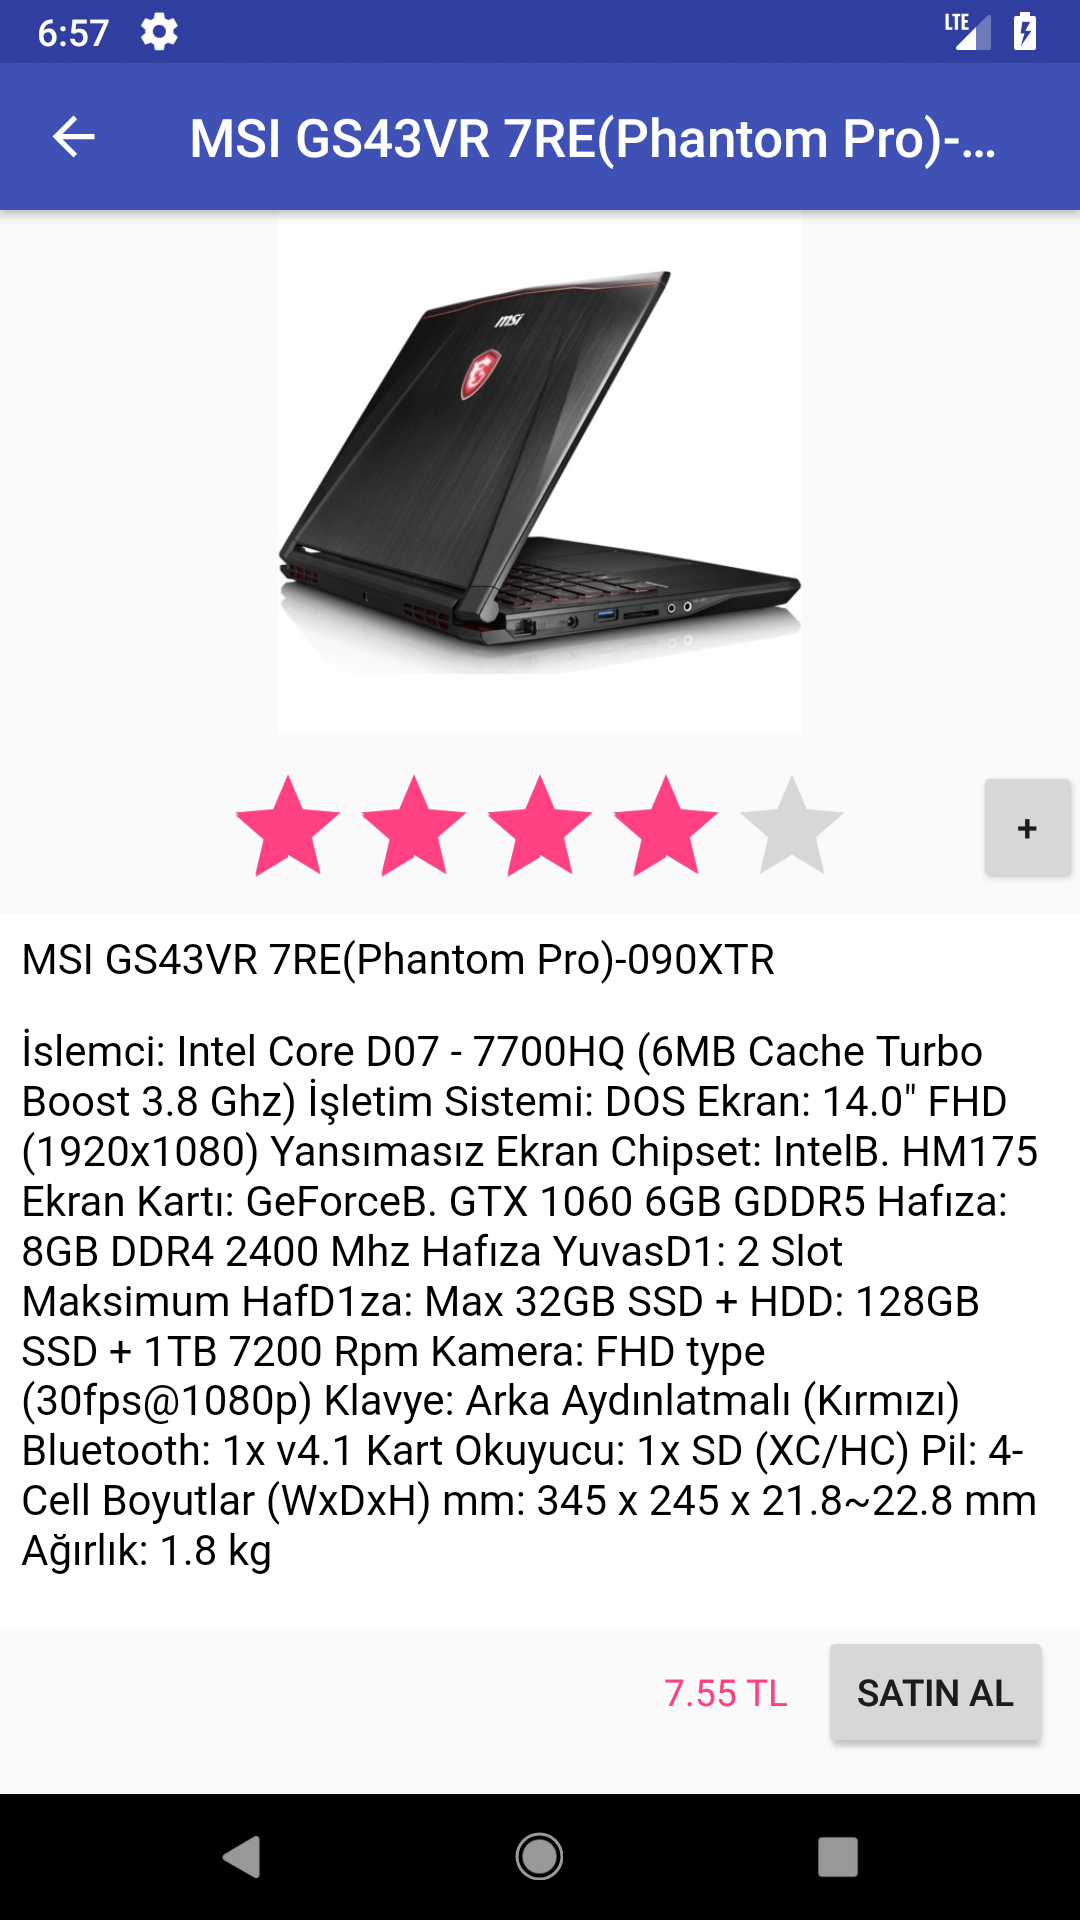 6:57
LTE
MSI GS43VR 7RE(Phantom Pro)-...
msi
+
MSI GS43VR 7RE(Phantom Pro)-090XTR
İslemci: Intel Core D07 - 7700HQ (6MB Cache Turbo
Boost 3.8 Ghz) İşletim Sistemi: DOS Ekran: 14.0" FHD
(1920x1080) Yansımasız Ekran Chipset: IntelB. HM175
Ekran Kartı: GeForceB. GTX 1060 6GB GDDR5 Hafıza:
8GB DDR4 2400 Mhz Hafıza YuvasD1: 2 Slot
Maksimum HafD1za: Max 32GB SSD + HDD: 128GB
SSD + 1TB 7200 Rpm Kamera: FHD type
(30fps@1080p) Klavye: Arka Aydınlatmalı (Kırmızı)
Bluetooth: 1x v4.1 Kart Okuyucu: 1x SD (XC/HC) Pil: 4-
Cell Boyutlar (WxDxH) mm: 345 x 245 x 21.8~22.8 mm
Ağırlık: 1.8 kg
7.55 TL
SATIN AL